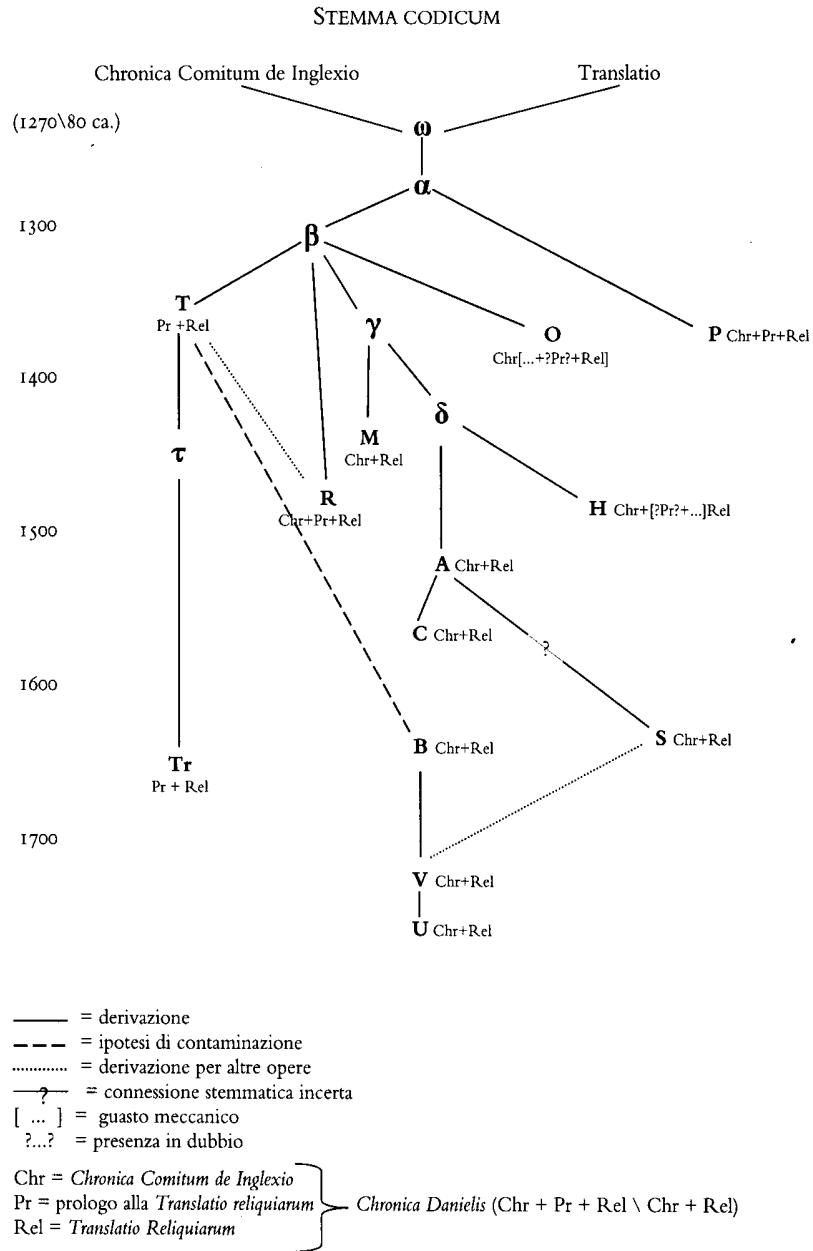 STEMMA CODICUM
Chronica Comitum de Inglexio Translatio
(1270\80 ca.) ω
α
1300 β
T
Pr +Rel
γ O P Chr+Pr+Rel
Chr[...+?Pr?+Rel]
1400
δ
M
Chr+Rel
τ
R H Chr+[?Pr?+...]Rel
Chr+Pr+Rel
1500
A Chr+Rel
C Chr+Rel
?
1600
B Chr+Rel S Chr+Rel
Tr
Pr + Rel
1700
V Chr+Rel
U Chr+Rel
= derivazione
= ipotesi di contaminazione
= derivazione per altre opere
? = connessione stemmatica incerta
[ ... ] = guasto meccanico
?...? = presenza in dubbio
Chr = Chronica Comitum de Inglexio
Pr = prologo alla Translatio reliquiarum
Rel = Translatio Reliquiarum
Chronica Danielis (Chr + Pr + Rel \ Chr + Rel)